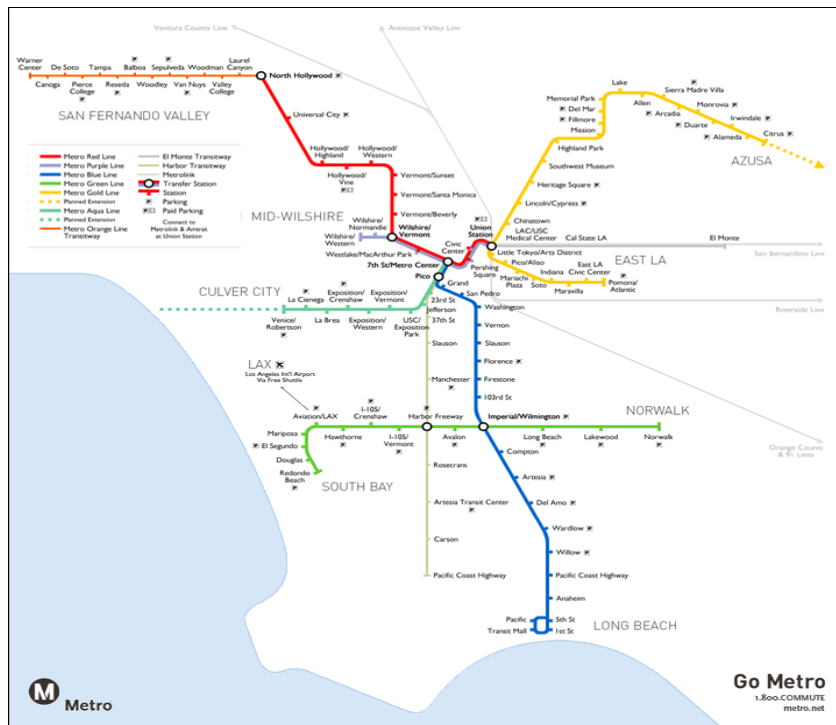 Ventura County Line
Antelope Valley Line
Warner
Center
De Soto
Tampa
Balboa
Sepulveda
Woodman
Laurel
Canyon
North Hollywood
Canoga
Pierce
College
Reseda
Woodley
Van Nuys
Valley
College
SAN FERNANDO VALLEY
Universal City
Hollywood/
Highland
Hollywood/
Western
Hollywood/
Vine
Vermont/Sunset
Vermont/Santa Monica
Vermont/Beverly
Metro Red Line
Metro Purple Line
Metro Blue Line
Metro Green Line
Metro Gold Line
Planned Extension
Metro Aqua Line
Planned Extension
Metro Orange Line
Transitway
El Monte Transitway
Harbor Transitway
Metrolink
Transfer Station
Station
Parking
Paid Parking
Connect to
Metrolink & Amtrak
at Union Station
Lake
Memorial Park
Del Mar
Fillmore
Mission
Allen
Sierra Madre Villa
Arcadia
Monrovia
Duarte
Irwindale
Alameda
Citrus
AZUSA
Highland Park
Southwest Museum
Heritage Square
Lincoln/Cypress
Chinatown
MID-WILSHIRE
Wilshire/
Normandie
Wilshire/
Vermont
Wilshire/
Western
Westlake/MacArthur Park
Civic
Center
Union
Station
LAC/USC
Medical Center
Cal State LA
El Monte
EAST LA
San Bernardino Line
7th St/Metro Center
Pershing
Square
Little Tokyo/Arts District
Pico/Aliso
Mariachi
Plaza
Indiana
Soto
East LA
Civic Center
Maravilla
Pomona/
Atlantic
Riverside Line
Pico
Grand
San Pedro
23rd St
Jefferson
37th St
Washington
Vernon
Slauson
Slauson
Florence
Manchester
Firestone
103rd St
CULVER CITY
La Cienega
Exposition/
Crenshaw
Exposition/
Vermont
Venice/
Robertson
La Brea
Exposition/
Western
USC/
Exposition
Park
LAX
Los Angeles Int'l Airport
Via Free Shuttle
Aviation/LAX
I-105/
Crenshaw
Harbor Freeway
Imperial/Wilmington
NORWALK
Mariposa
El Segundo
Douglas
Redondo
Beach
Hawthorne
I-105/
Vermont
Avalon
Long Beach
Lakewood
Norwalk
Orange County
& 91 Lines
SOUTH BAY
Rosecrans
Artesia Transit Center
Carson
Pacific Coast Highway
Compton
Artesia
Del Amo
Wardlow
Willow
Pacific Coast Highway
Anaheim
Pacific
5th St
Transit Mall
1st St
LONG BEACH
M
Metro
Go Metro
1.800.COMMUTE
metro.net